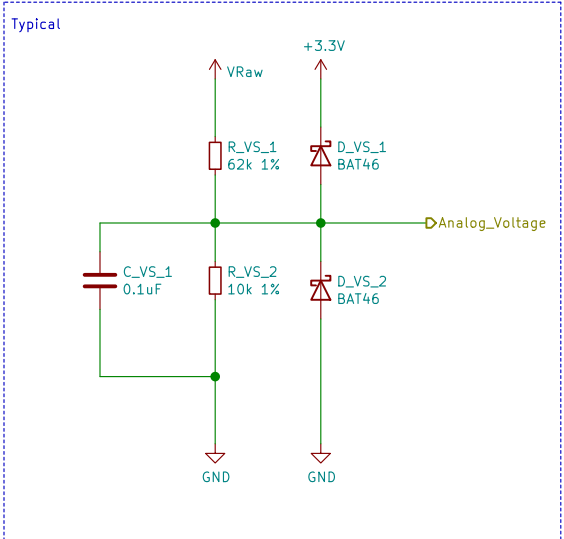 Typical
+3.3V
VRaw
R_VS_1
62k 1%
D_VS_1
BAT46
Analog_Voltage
C_VS_1
0.1uF
R_VS_2
10k 1%
D_VS_2
BAT46
GND
GND